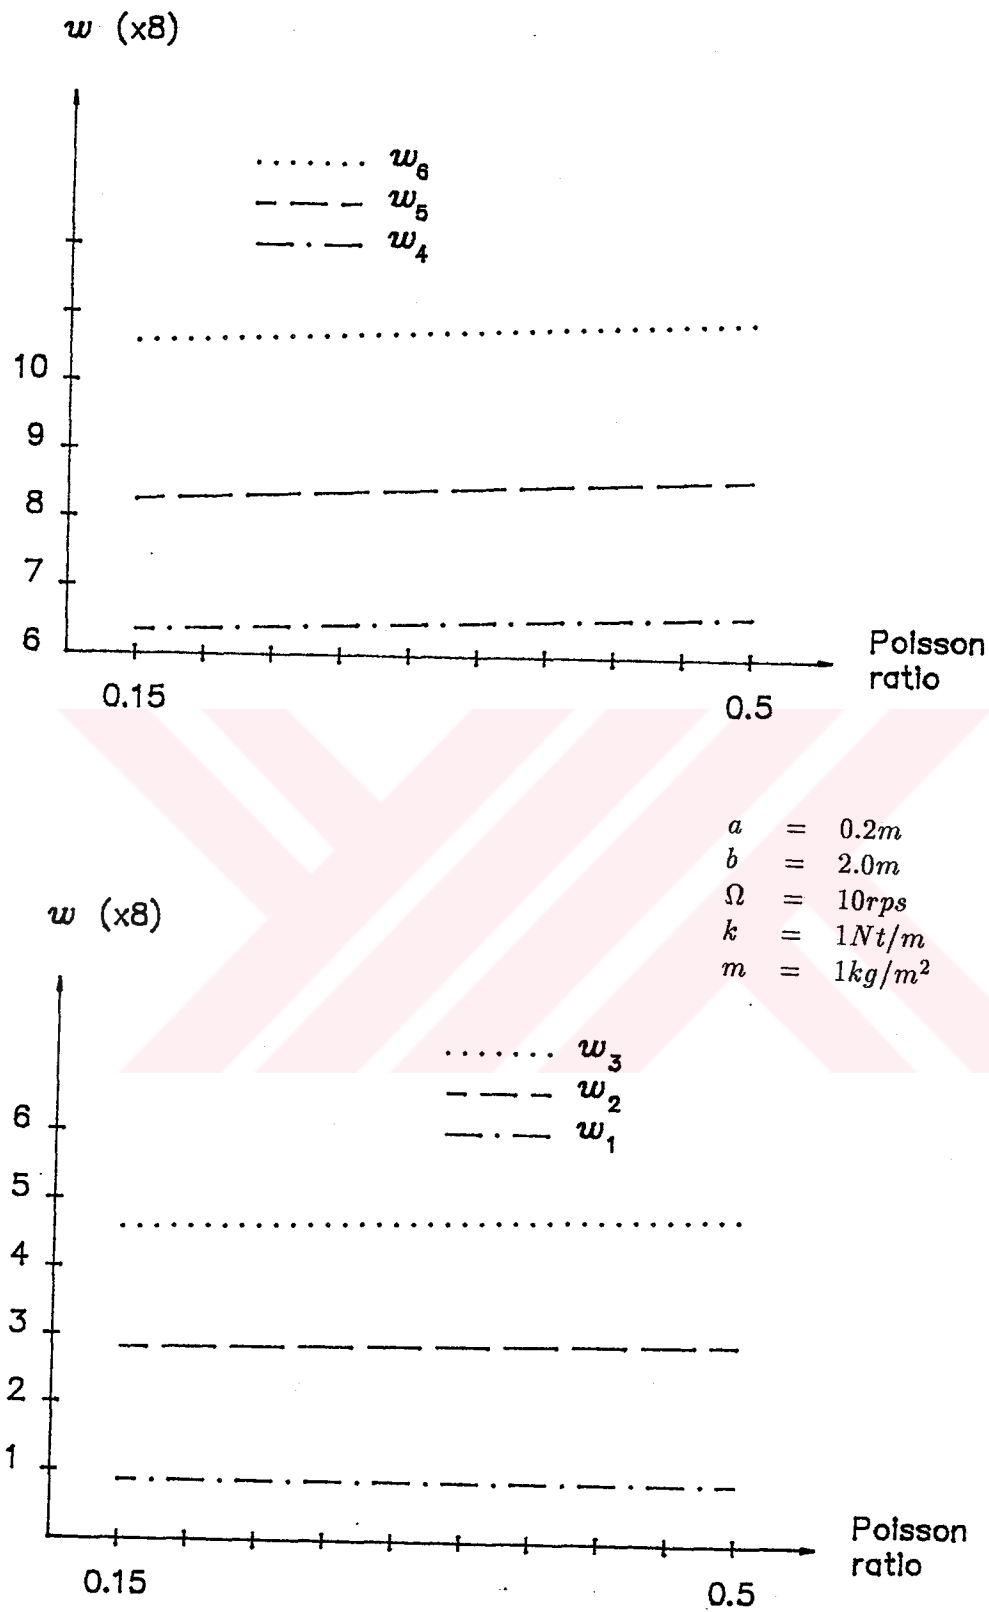 w (x8)
w₆
w₅
w₄
10
9
8
7
6
Poisson
ratio
0.15
0.5
a = 0.2m
b = 2.0m
Ω = 10rps
k = 1Nt/m
m = 1kg/m²
w (x8)
w₃
w₂
w₁
6
5
4
3
2
1
Poisson
ratio
0.15
0.5